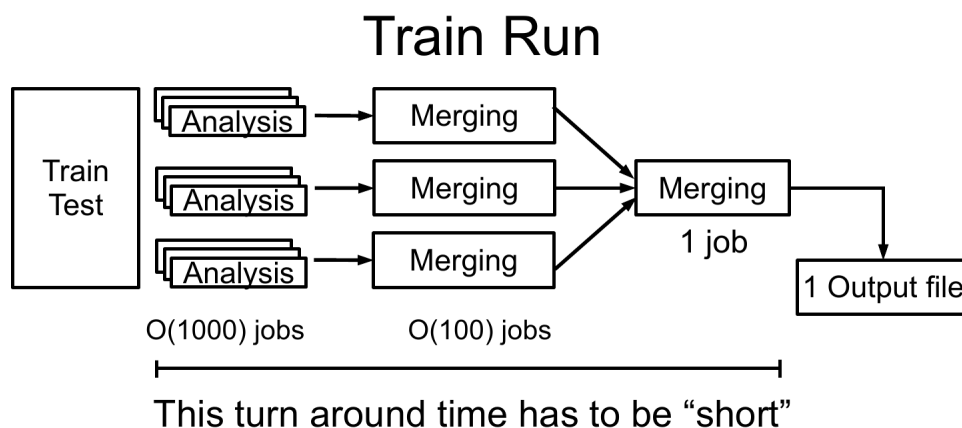 Train Run
Train
Test
Analysis
Merging
Analysis
Merging
Merging
Analysis
Merging
1 job
1 Output file
O(1000) jobs
O(100) jobs
This turn around time has to be “short”